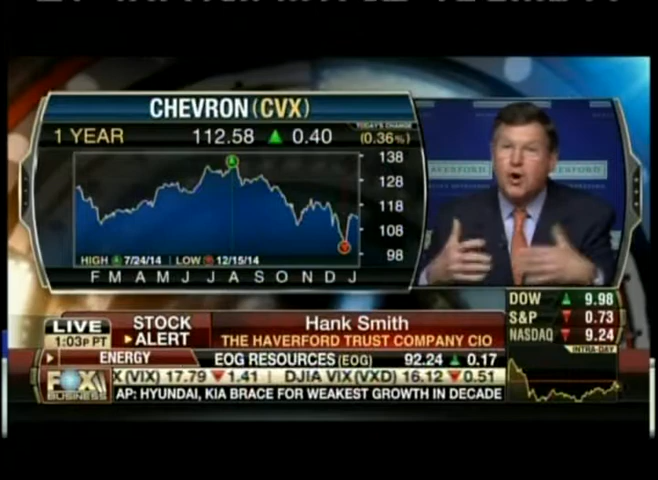 CHEVRON (CVX)
1 YEAR 112.58 ▲ 0.40 (0.36%)
TODAY'S CHANGE
138
128
118
108
98
HIGH 7/24/14 | LOW 12/15/14
F M A M J J A S O N D J
HAVERFORD
DOW ▲ 9.98
S&P ▼ 0.73
NASDAQ ▼ 9.24
INTRA-DAY
LIVE
1:03P PT
STOCK ALERT
Hank Smith
THE HAVERFORD TRUST COMPANY CIO
ENERGY EOG RESOURCES (EOG) 92.24 ▲ 0.17
X (VIX) 17.79 ▼ 1.41 | DJIA VIX (VXD) 16.12 ▼ 0.51
FOX
BUSINESS
AP: HYUNDAI, KIA BRACE FOR WEAKEST GROWTH IN DECADE